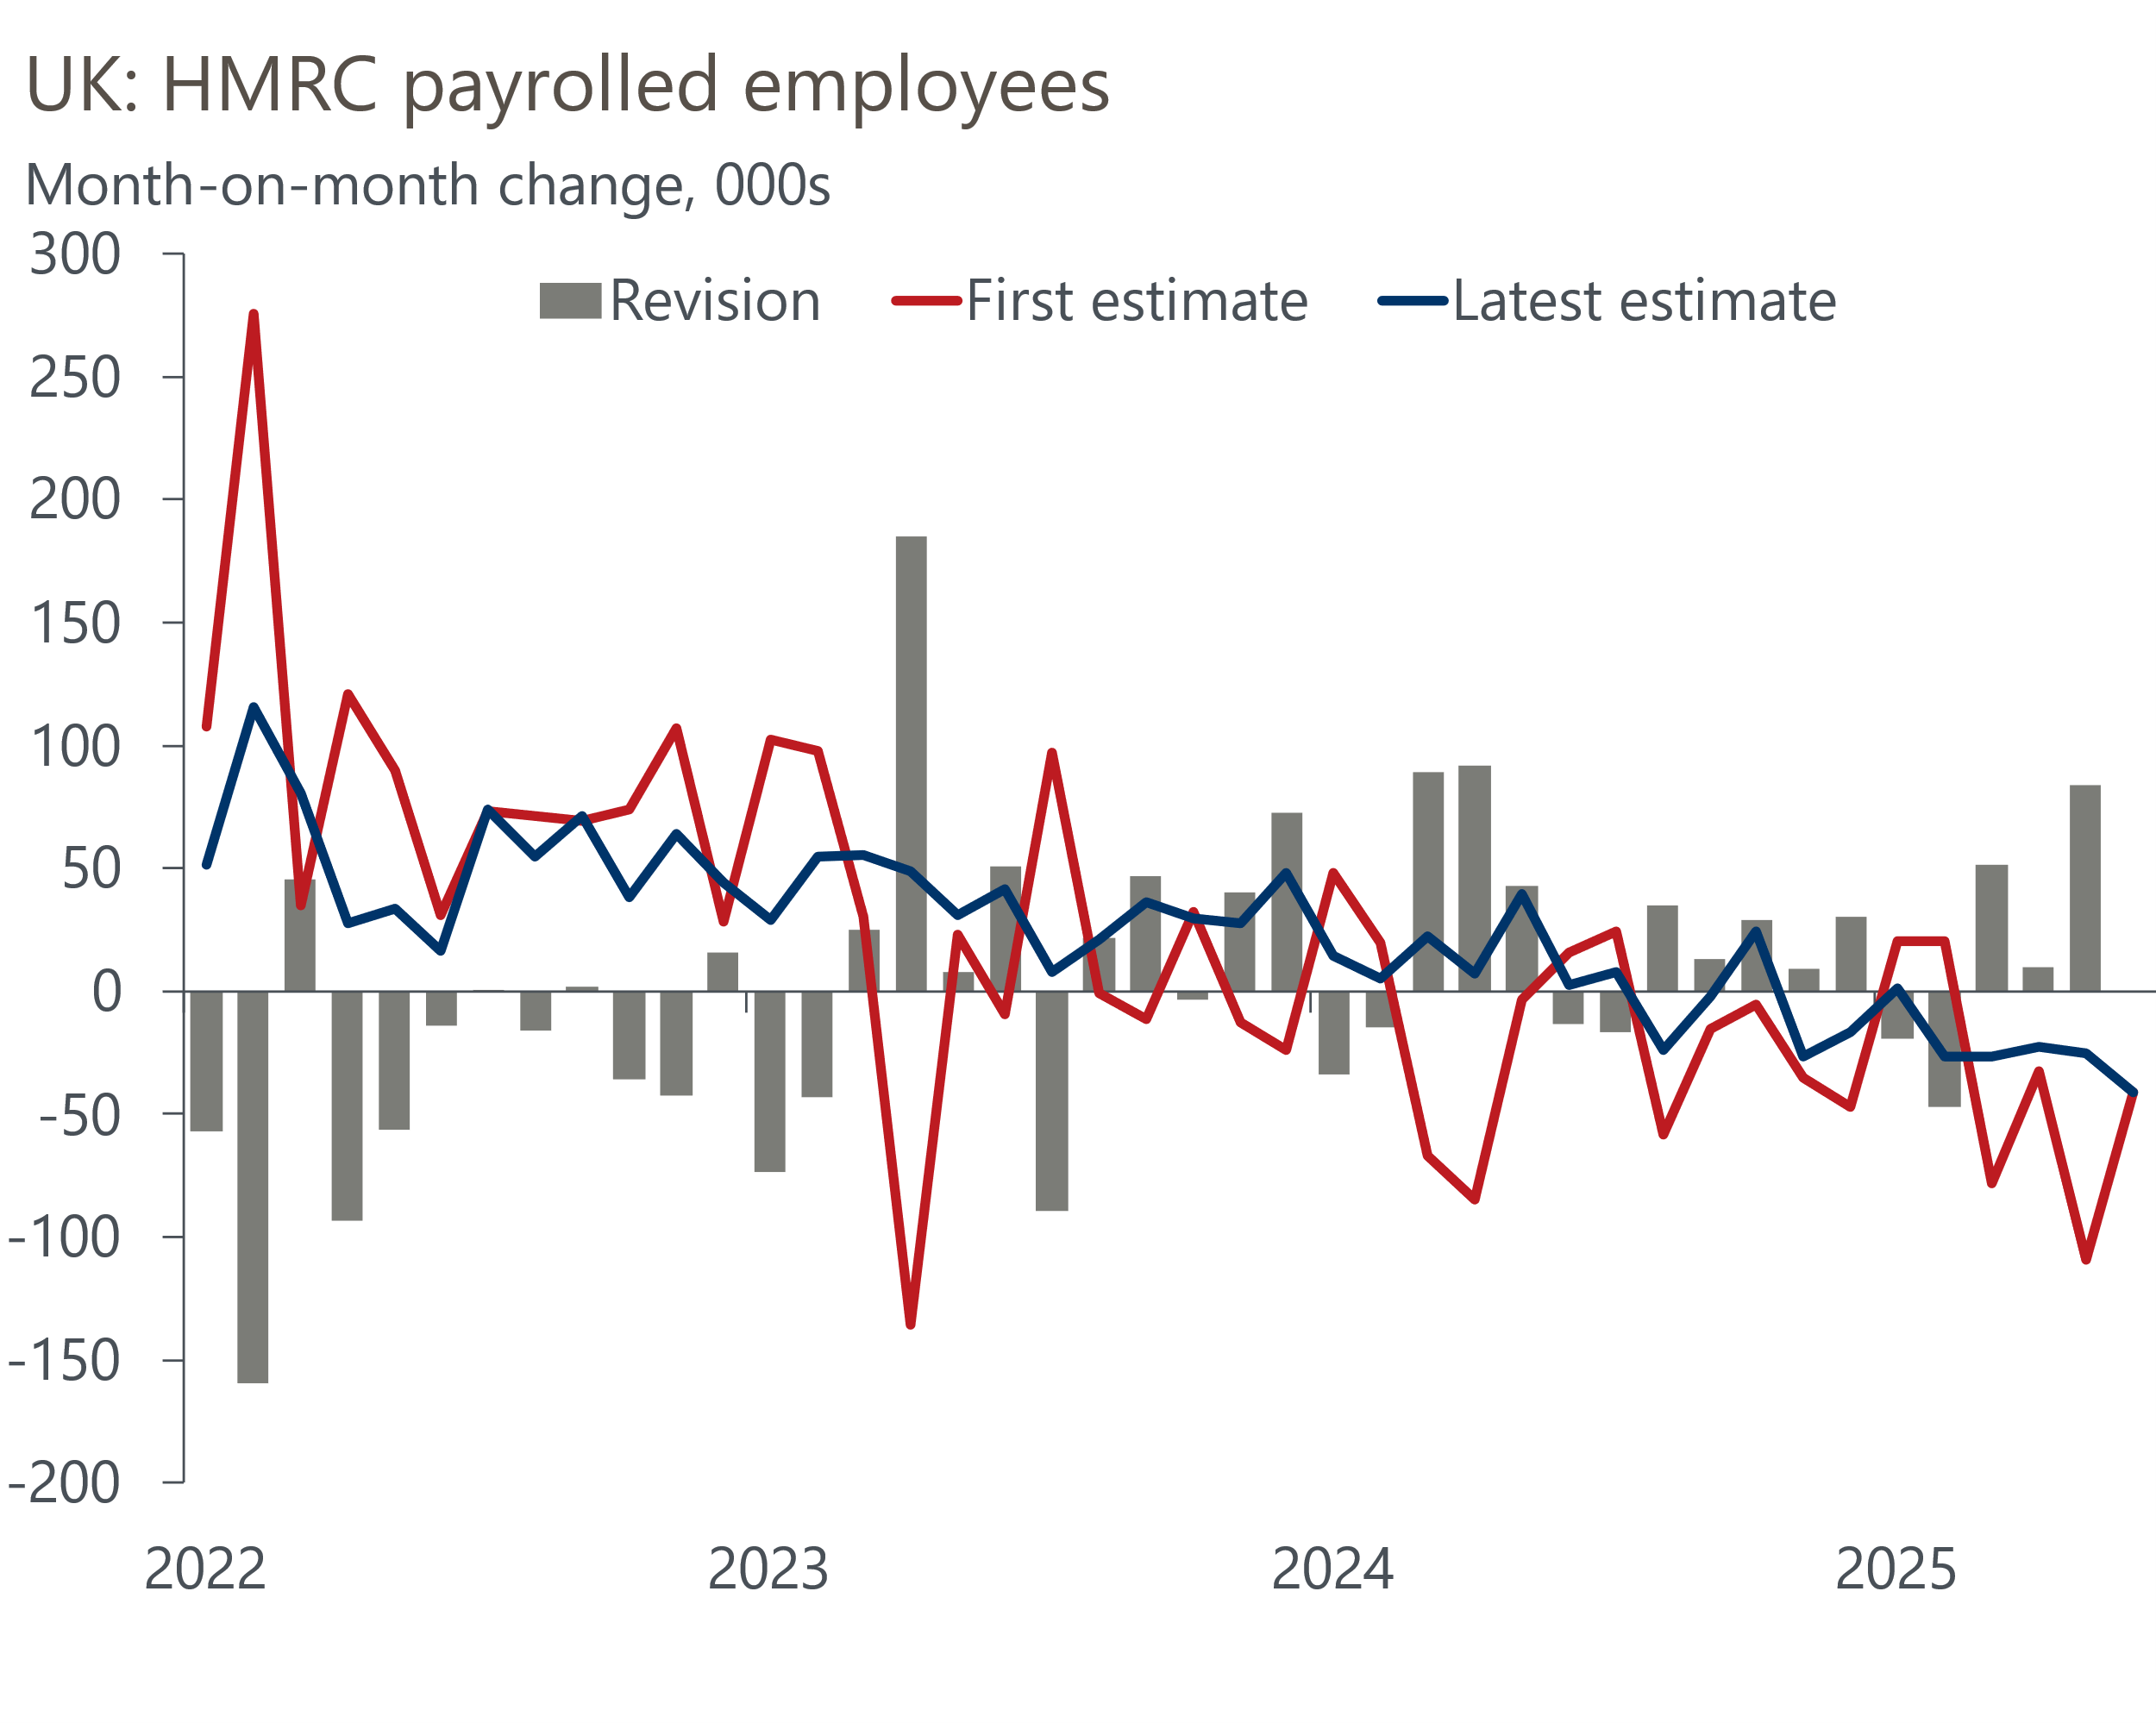 UK: HMRC payrolled employees
Month-on-month change, 000s
300
Revision First estimate Latest estimate
250
200
150
100
50
0
-50
-100
-150
-200
2022 2023 2024 2025